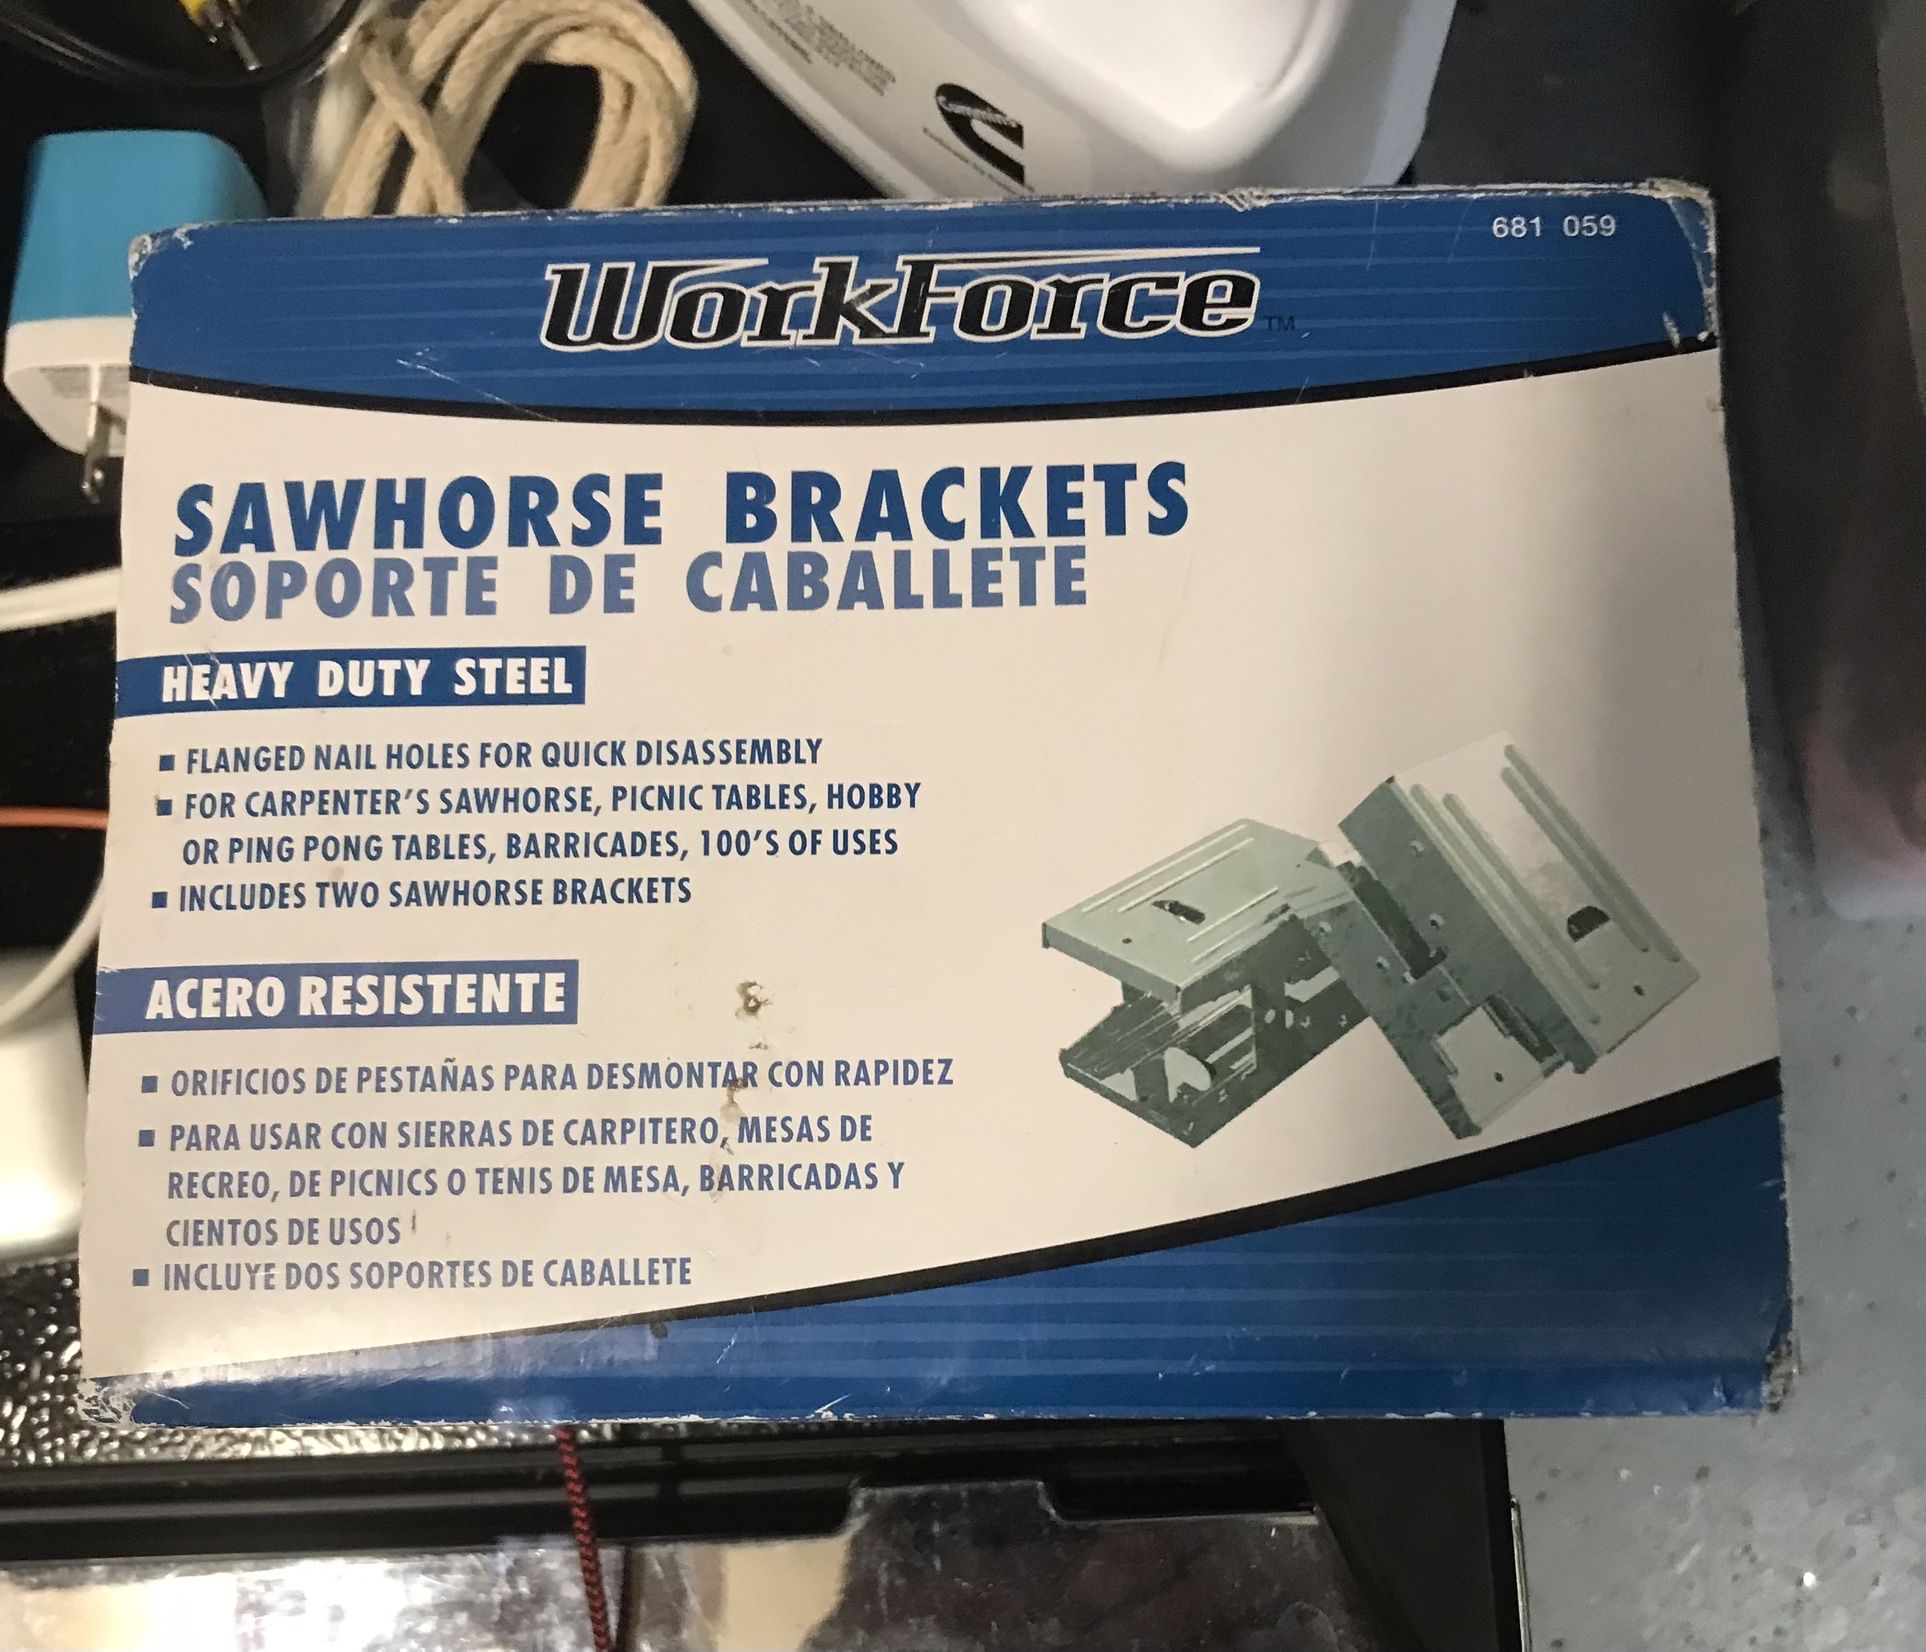 Cummins
681 059
WorkForce™
SAWHORSE BRACKETS
SOPORTE DE CABALLETE
HEAVY DUTY STEEL
▪ FLANGED NAIL HOLES FOR QUICK DISASSEMBLY
▪ FOR CARPENTER'S SAWHORSE, PICNIC TABLES, HOBBY
OR PING PONG TABLES, BARRICADES, 100'S OF USES
▪ INCLUDES TWO SAWHORSE BRACKETS
ACERO RESISTENTE
▪ ORIFICIOS DE PESTAÑAS PARA DESMONTAR CON RAPIDEZ
▪ PARA USAR CON SIERRAS DE CARPITERO, MESAS DE
RECREO, DE PICNICS O TENIS DE MESA, BARRICADAS Y
CIENTOS DE USOS
▪ INCLUYE DOS SOPORTES DE CABALLETE